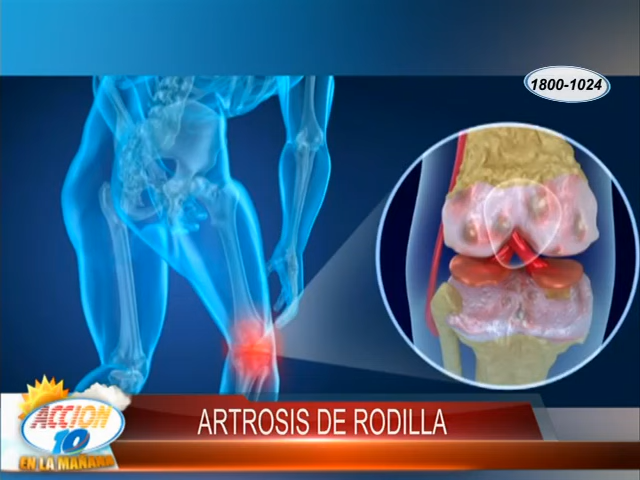 1800-1024
ACCION
10
EN LA MAÑANA
ARTROSIS DE RODILLA